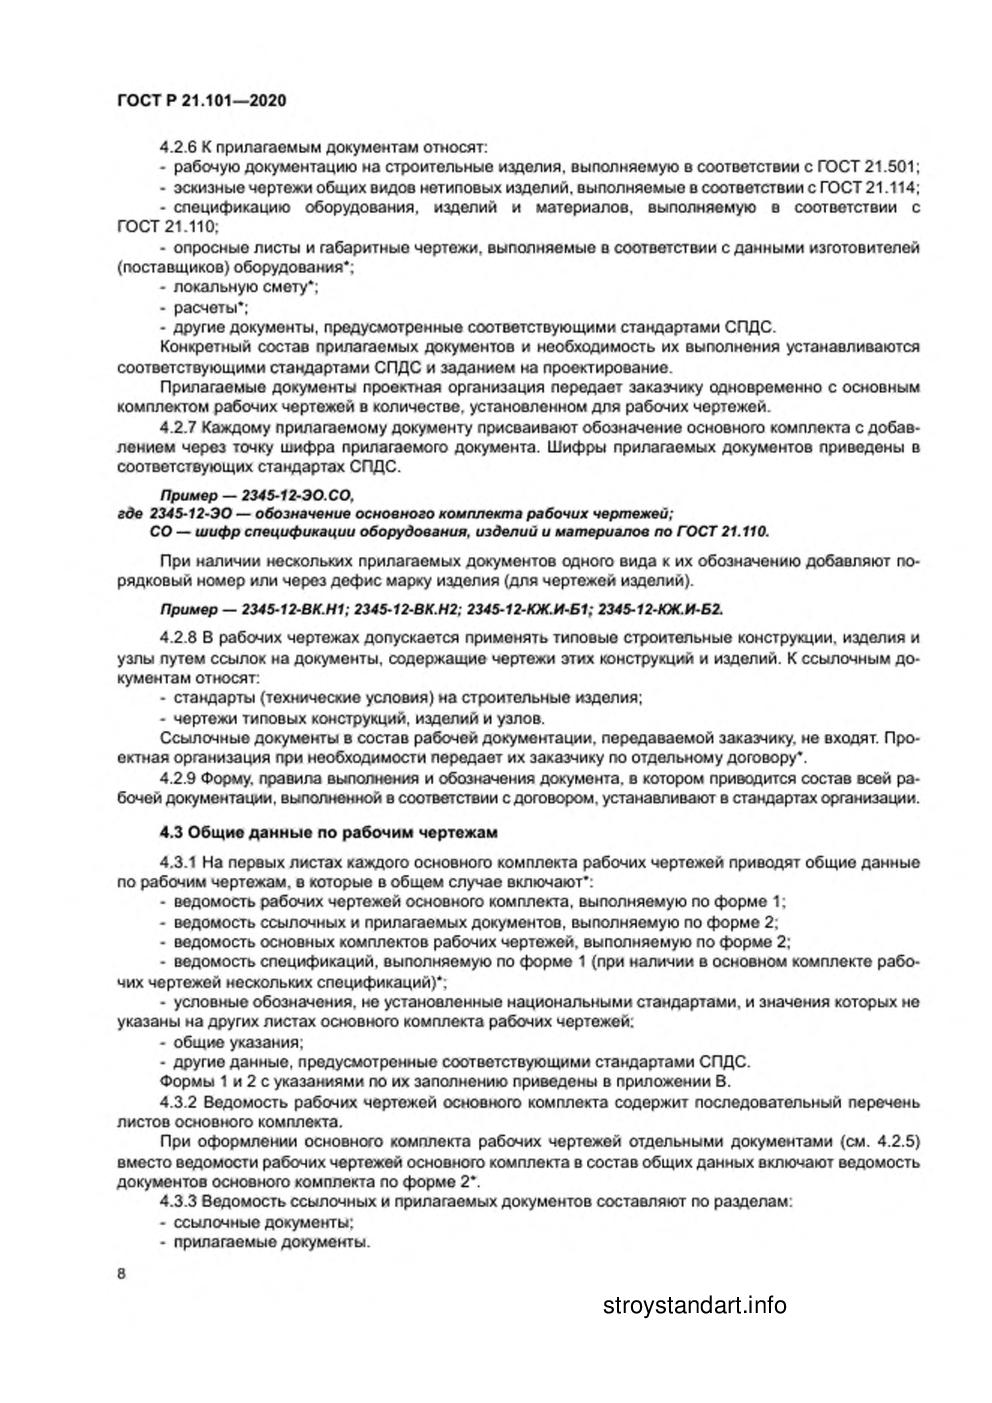 ГОСТ Р 21.101—2020
4.2.6 К прилагаемым документам относят:
- рабочую документацию на строительные изделия, выполняемую в соответствии с ГОСТ 21.501;
- эскизные чертежи общих видов нетиповых изделий, выполняемые в соответствии с ГОСТ 21.114;
- спецификацию оборудования, изделий и материалов, выполняемую в соответствии с
ГОСТ 21.110;
- опросные листы и габаритные чертежи, выполняемые в соответствии с данными изготовителей
(поставщиков) оборудования*;
- локальную смету*;
- расчеты*;
- другие документы, предусмотренные соответствующими стандартами СПДС.
Конкретный состав прилагаемых документов и необходимость их выполнения устанавливаются
соответствующими стандартами СПДС и заданием на проектирование.
Прилагаемые документы проектная организация передает заказчику одновременно с основным
комплектом рабочих чертежей в количестве, установленном для рабочих чертежей.
4.2.7 Каждому прилагаемому документу присваивают обозначение основного комплекта с добав-
лением через точку шифра прилагаемого документа. Шифры прилагаемых документов приведены в
соответствующих стандартах СПДС.
Пример — 2345-12-ЭО.СО,
где 2345-12-ЭО — обозначение основного комплекта рабочих чертежей;
СО — шифр спецификации оборудования, изделий и материалов по ГОСТ 21.110.
При наличии нескольких прилагаемых документов одного вида к их обозначению добавляют по-
рядковый номер или через дефис марку изделия (для чертежей изделий).
Пример — 2345-12-ВК.Н1; 2345-12-ВК.Н2; 2345-12-КЖ.И-Б1; 2345-12-КЖ.И-Б2.
4.2.8 В рабочих чертежах допускается применять типовые строительные конструкции, изделия и
узлы путем ссылок на документы, содержащие чертежи этих конструкций и изделий. К ссылочным до-
кументам относят:
- стандарты (технические условия) на строительные изделия;
- чертежи типовых конструкций, изделий и узлов.
Ссылочные документы в состав рабочей документации, передаваемой заказчику, не входят. Про-
ектная организация при необходимости передает их заказчику по отдельному договору*.
4.2.9 Форму, правила выполнения и обозначения документа, в котором приводится состав всей ра-
бочей документации, выполненной в соответствии с договором, устанавливают в стандартах организации.
4.3 Общие данные по рабочим чертежам
4.3.1 На первых листах каждого основного комплекта рабочих чертежей приводят общие данные
по рабочим чертежам, в которые в общем случае включают*:
- ведомость рабочих чертежей основного комплекта, выполняемую по форме 1;
- ведомость ссылочных и прилагаемых документов, выполняемую по форме 2;
- ведомость основных комплектов рабочих чертежей, выполняемую по форме 2;
- ведомость спецификаций, выполняемую по форме 1 (при наличии в основном комплекте рабо-
чих чертежей нескольких спецификаций)*;
- условные обозначения, не установленные национальными стандартами, и значения которых не
указаны на других листах основного комплекта рабочих чертежей;
- общие указания;
- другие данные, предусмотренные соответствующими стандартами СПДС.
Формы 1 и 2 с указаниями по их заполнению приведены в приложении В.
4.3.2 Ведомость рабочих чертежей основного комплекта содержит последовательный перечень
листов основного комплекта.
При оформлении основного комплекта рабочих чертежей отдельными документами (см. 4.2.5)
вместо ведомости рабочих чертежей основного комплекта в состав общих данных включают ведомость
документов основного комплекта по форме 2*.
4.3.3 Ведомость ссылочных и прилагаемых документов составляют по разделам:
- ссылочные документы;
- прилагаемые документы.
8
stroystandart.info